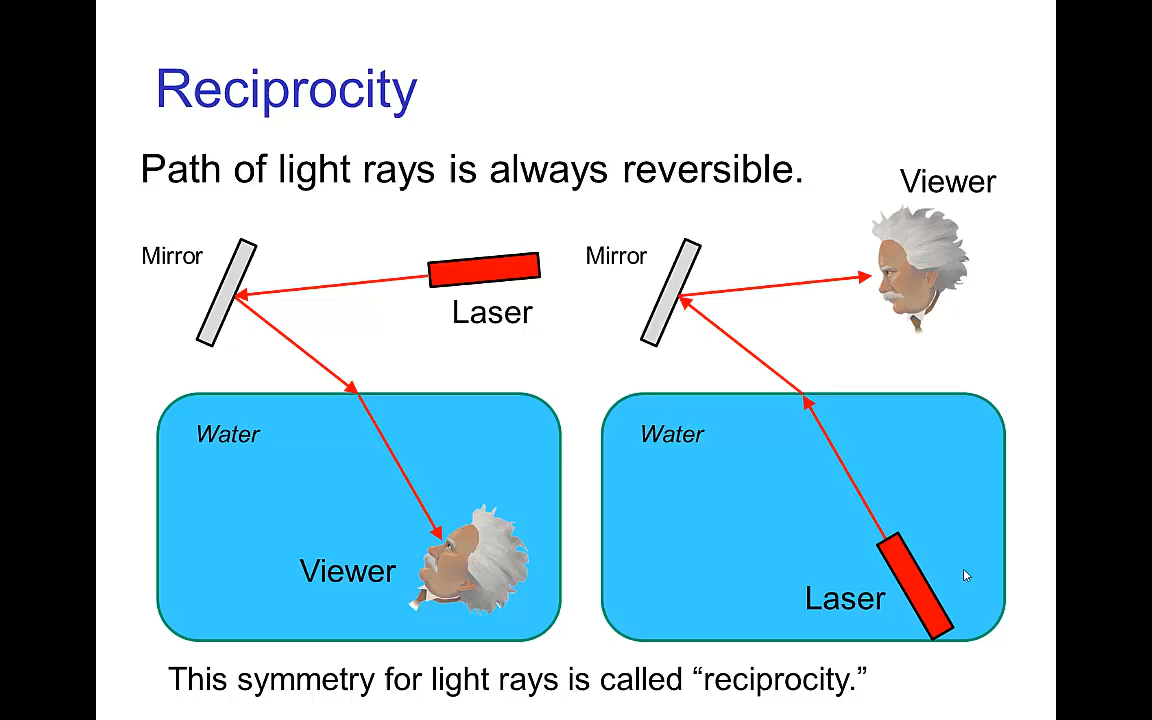 Reciprocity
Path of light rays is always reversible.
Viewer
Mirror
Laser
Mirror
Water
Viewer
Water
Laser
This symmetry for light rays is called “reciprocity.”